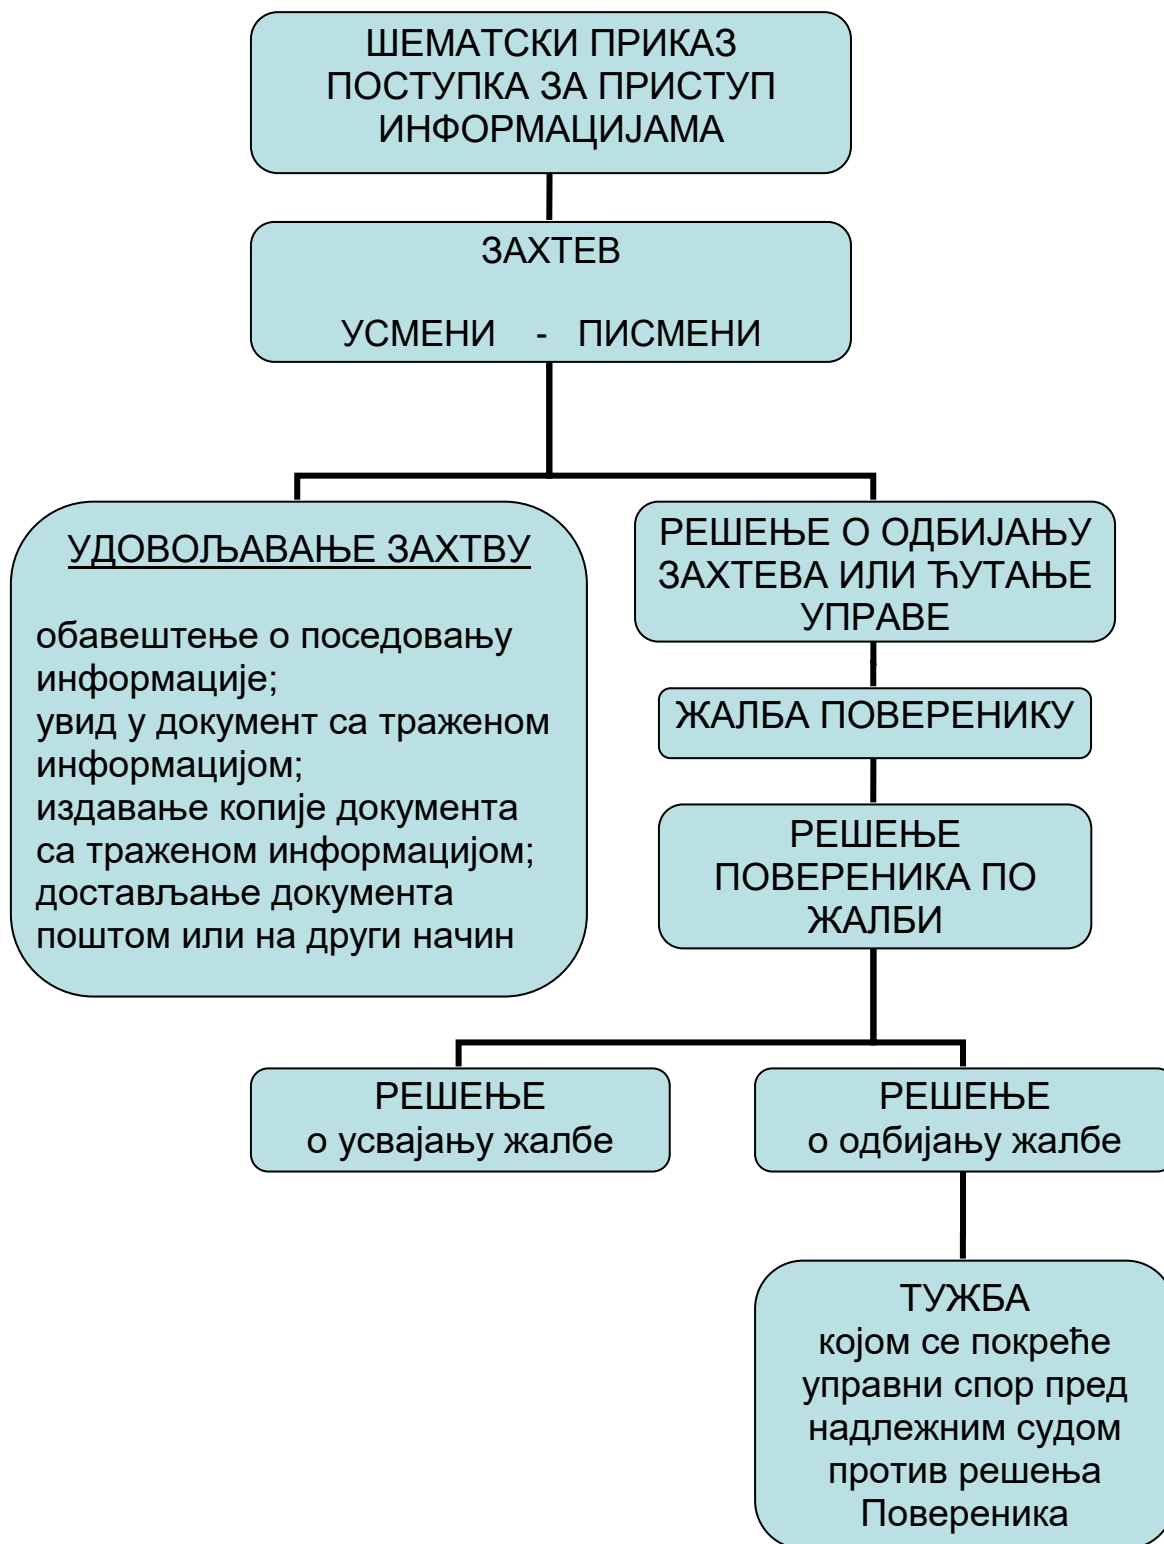 ШЕМАТСКИ ПРИКАЗ
ПОСТУПКА ЗА ПРИСТУП
ИНФОРМАЦИЈАМА
ЗАХТЕВ
УСМЕНИ - ПИСМЕНИ
УДОВОЉАВАЊЕ ЗАХТВУ
обавештење о поседовању
информације;
увид у документ са траженом
информацијом;
издавање копије документа
са траженом информацијом;
достављање документа
поштом или на други начин
РЕШЕЊЕ О ОДБИЈАЊУ
ЗАХТЕВА ИЛИ ЋУТАЊЕ
УПРАВЕ
ЖАЛБА ПОВЕРЕНИКУ
РЕШЕЊЕ
ПОВЕРЕНИКА ПО
ЖАЛБИ
РЕШЕЊЕ
о усвајању жалбе
РЕШЕЊЕ
о одбијању жалбе
ТУЖБА
којом се покреће
управни спор пред
надлежним судом
против решења
Повереника